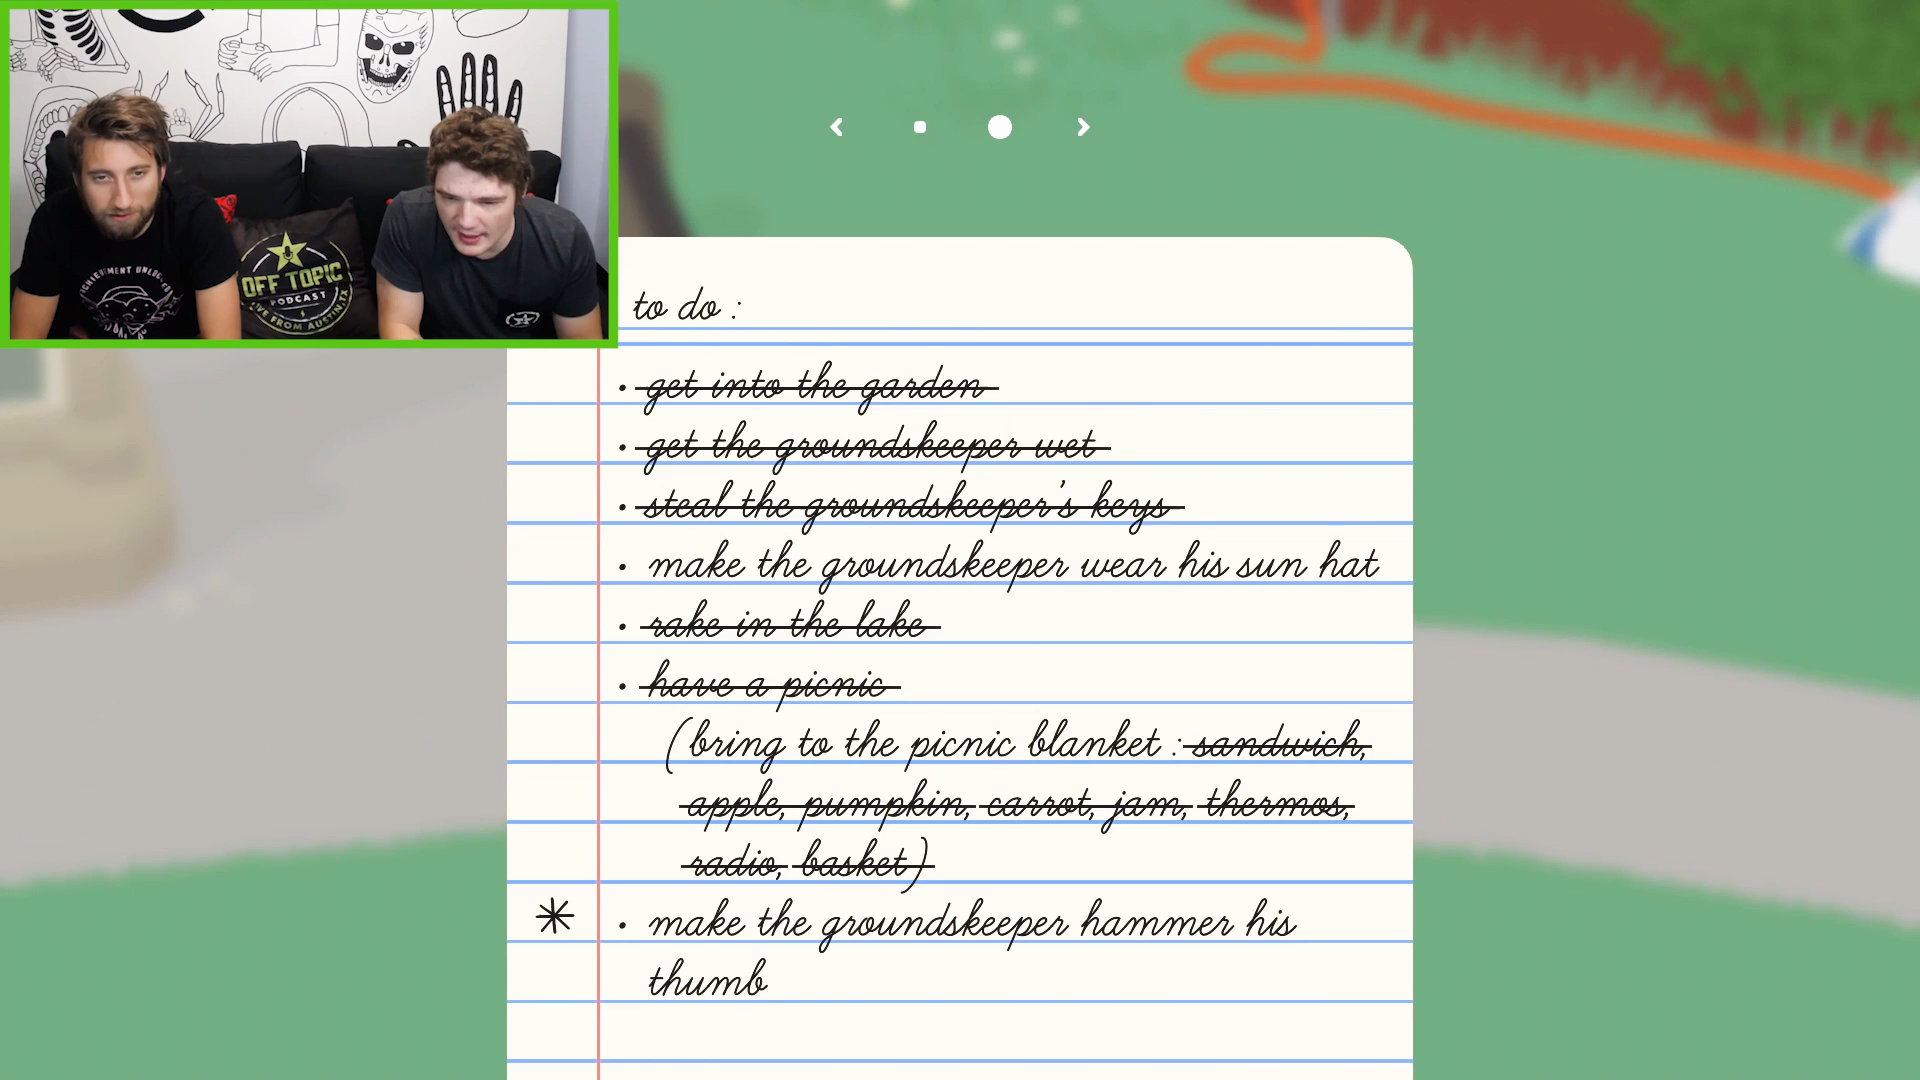 ACHIEVEMENT UNLOC
OFF TOPIC
PODCAST
LIVE FROM AUSTIN, TX
to do :
• get into the garden
• get the groundskeeper wet
• steal the groundskeeper's keys
• make the groundskeeper wear his sun hat
• rake in the lake
• have a picnic
(bring to the picnic blanket : sandwich,
apple, pumpkin, carrot, jam, thermos,
radio, basket)
* • make the groundskeeper hammer his
thumb